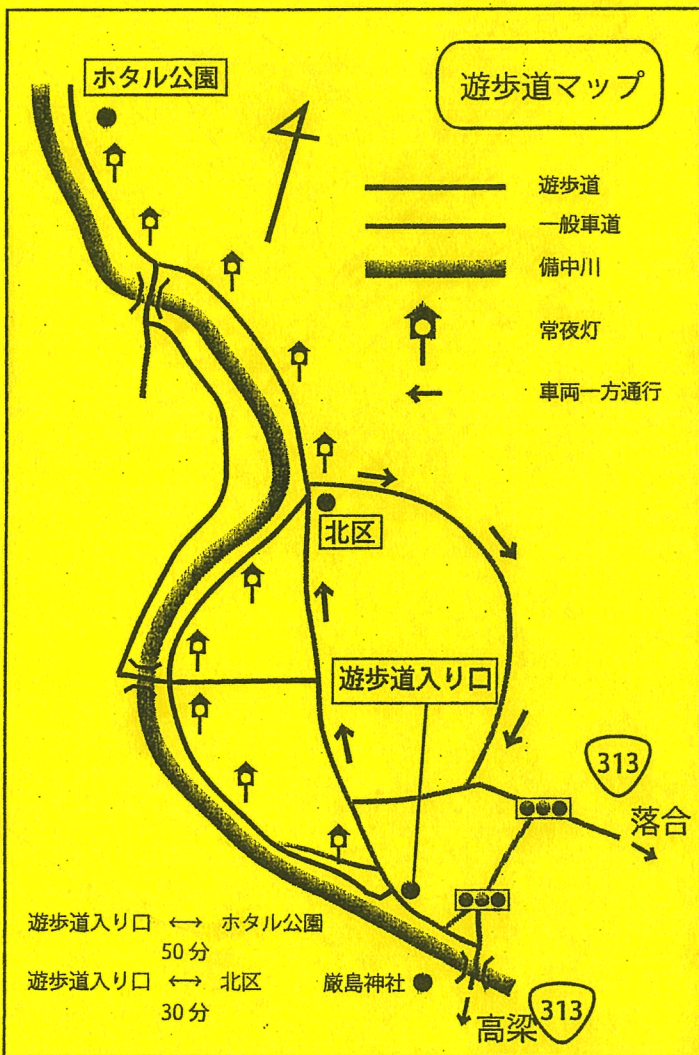 遊歩道マップ
ホタル公園
遊歩道
一般車道
備中川
常夜灯
車両一方通行
北区
遊歩道入り口
313
落合
遊歩道入り口 ↔ ホタル公園
50分
遊歩道入り口 ↔ 北区
30分
厳島神社
高梁
313